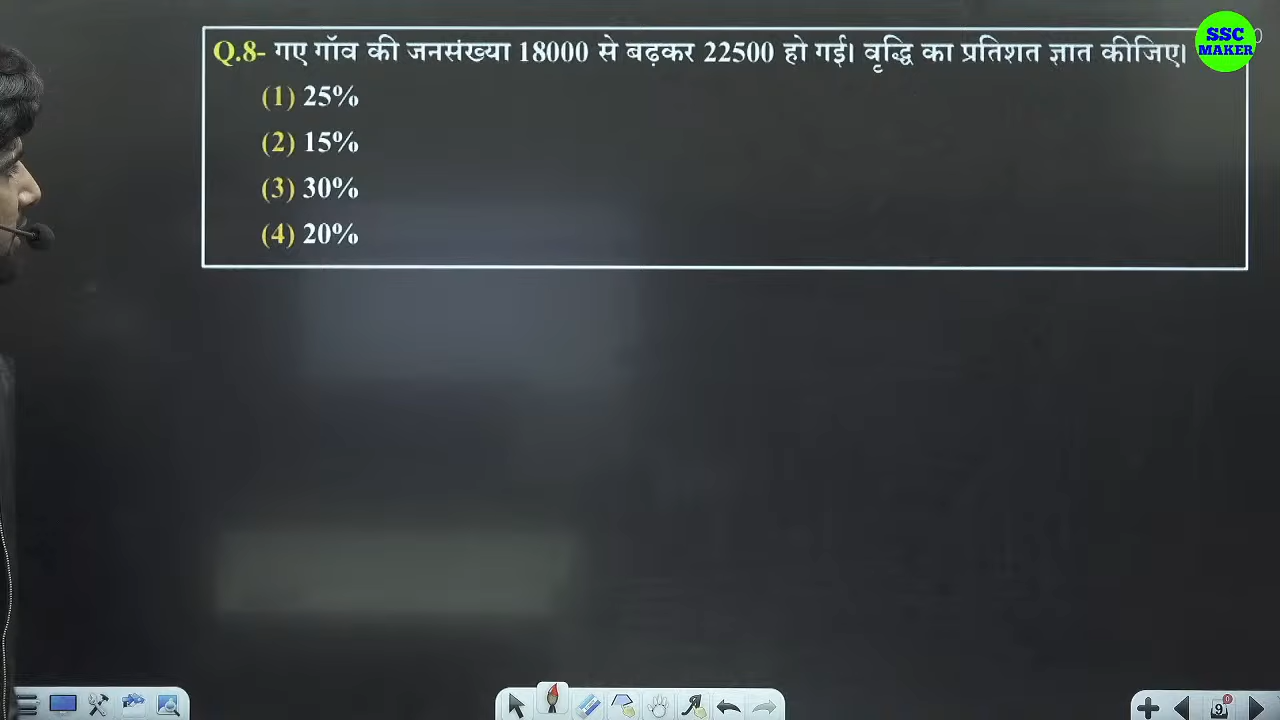 Q.8- गए गॉव की जनसंख्या 18000 से बढ़कर 22500 हो गई। वृद्धि का प्रतिशत ज्ञात कीजिए।
(1) 25%
(2) 15%
(3) 30%
(4) 20%
SSC
MAKER